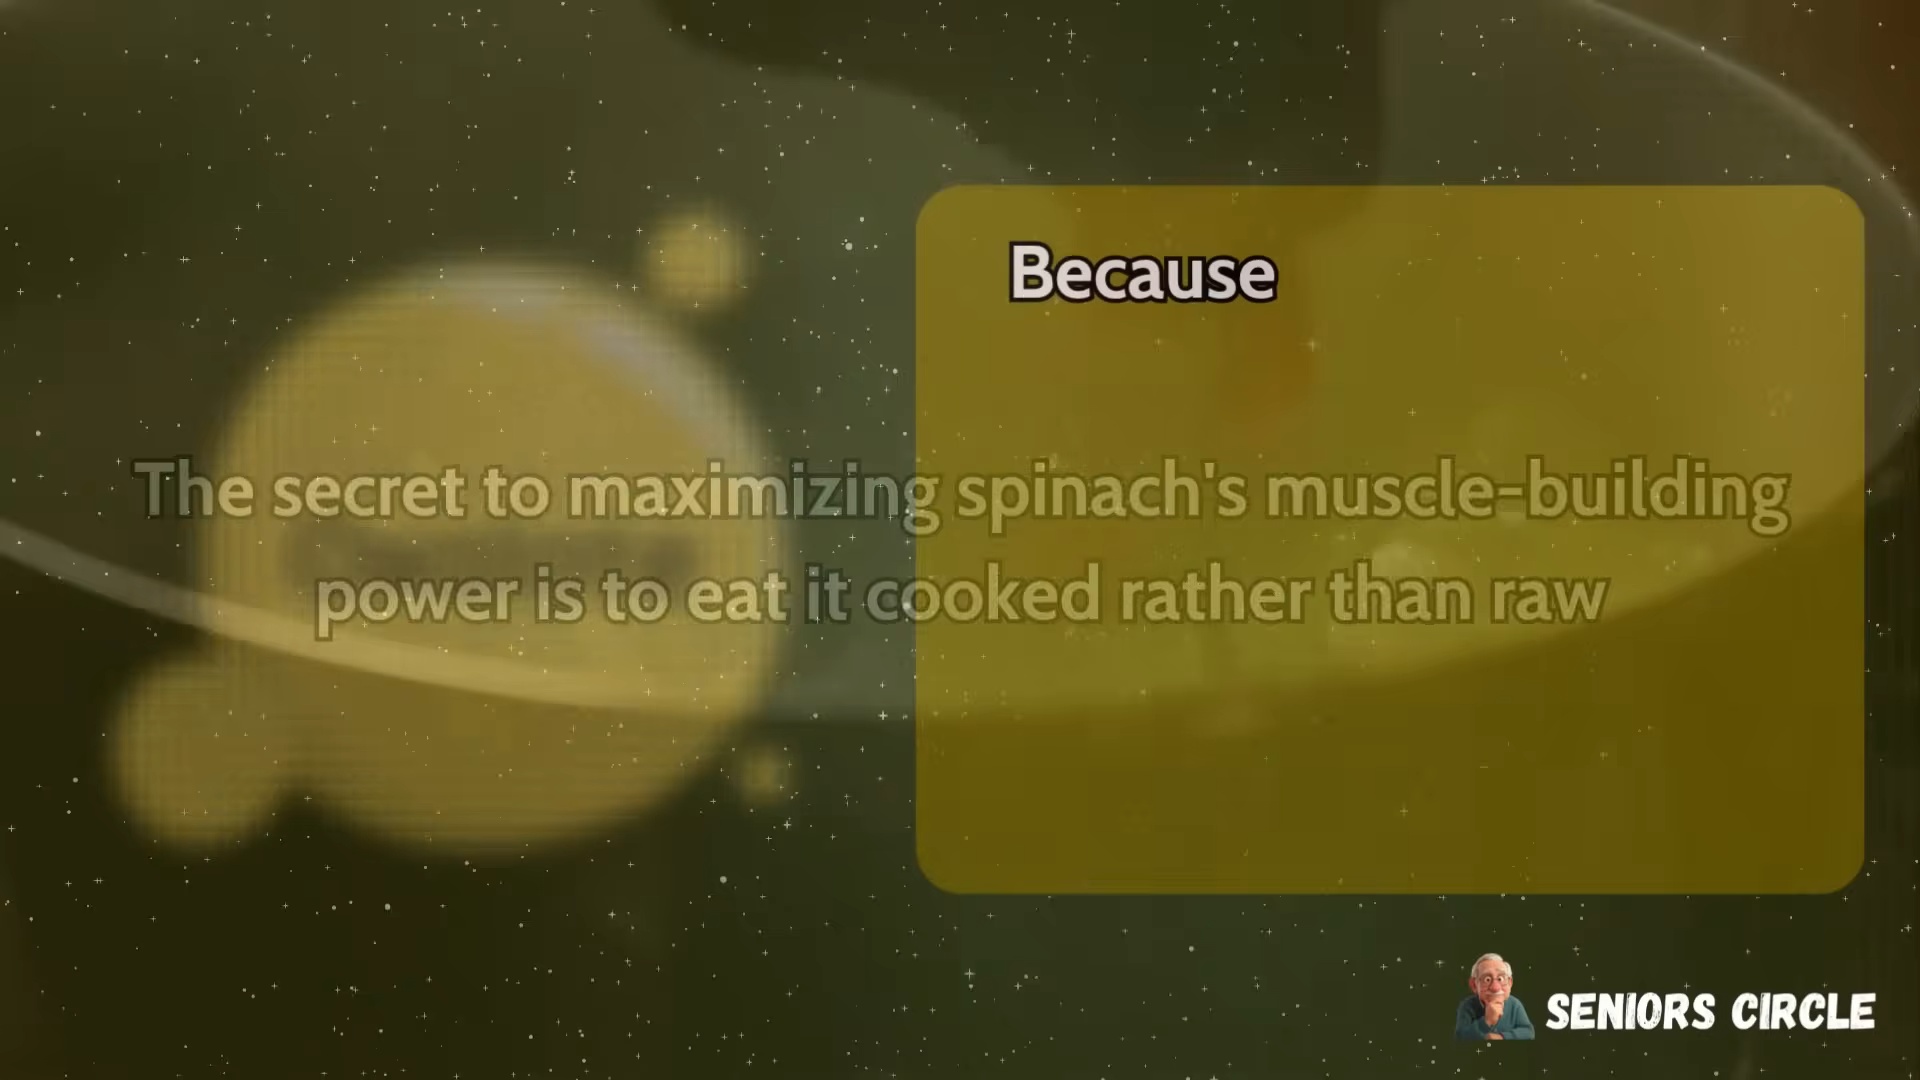 Because
The secret to maximizing spinach's muscle-building
power is to eat it cooked rather than raw
SENIORS CIRCLE